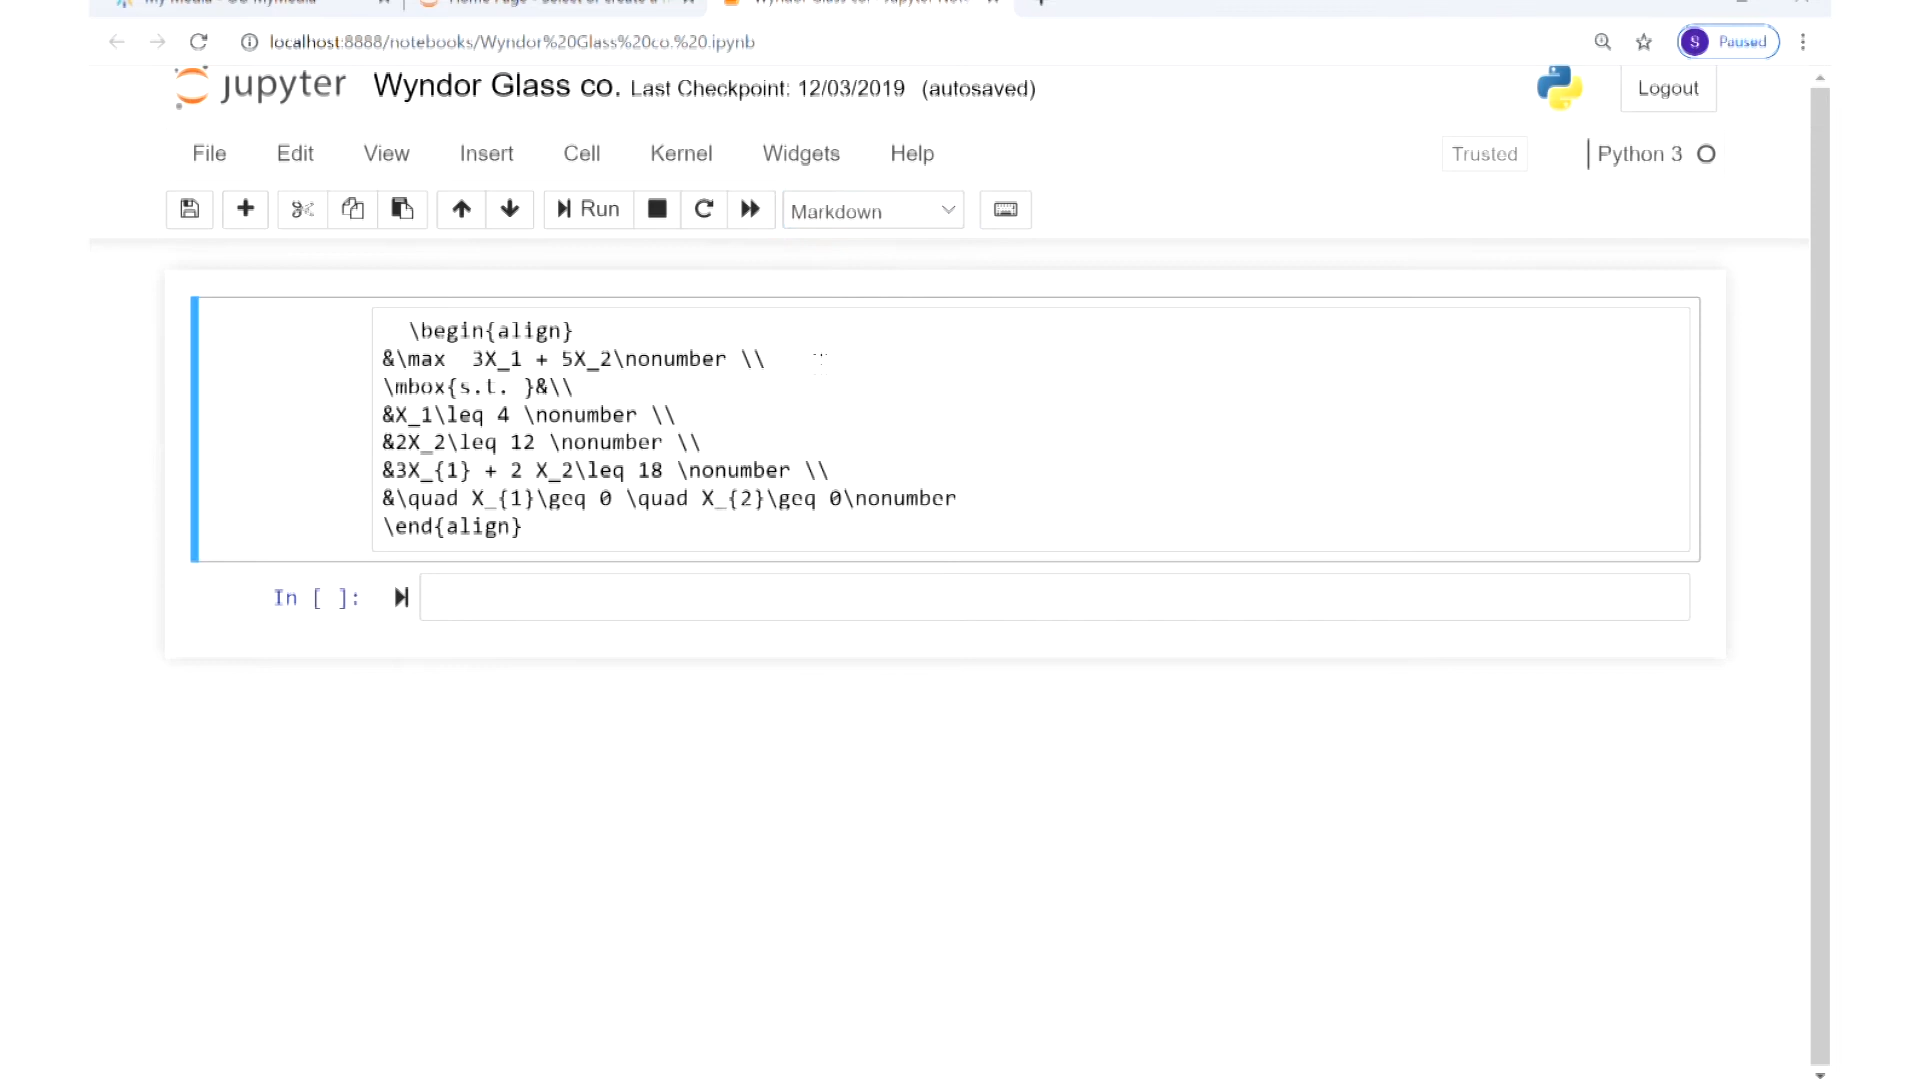 localhost:8888/notebooks/Wyndor%20Glass%20co.%20.ipynb
S Paused
jupyter Wyndor Glass co. Last Checkpoint: 12/03/2019 (autosaved)
Logout
File Edit View Insert Cell Kernel Widgets Help
Trusted
Python 3
Run
Markdown
\begin{align}
&\max 3X_1 + 5X_2\nonumber \\
\mbox{s.t. }&\\
&X_1\leq 4 \nonumber \\
&2X_2\leq 12 \nonumber \\
&3X_{1} + 2 X_2\leq 18 \nonumber \\
&\quad X_{1}\geq 0 \quad X_{2}\geq 0\nonumber
\end{align}
In [ ]: